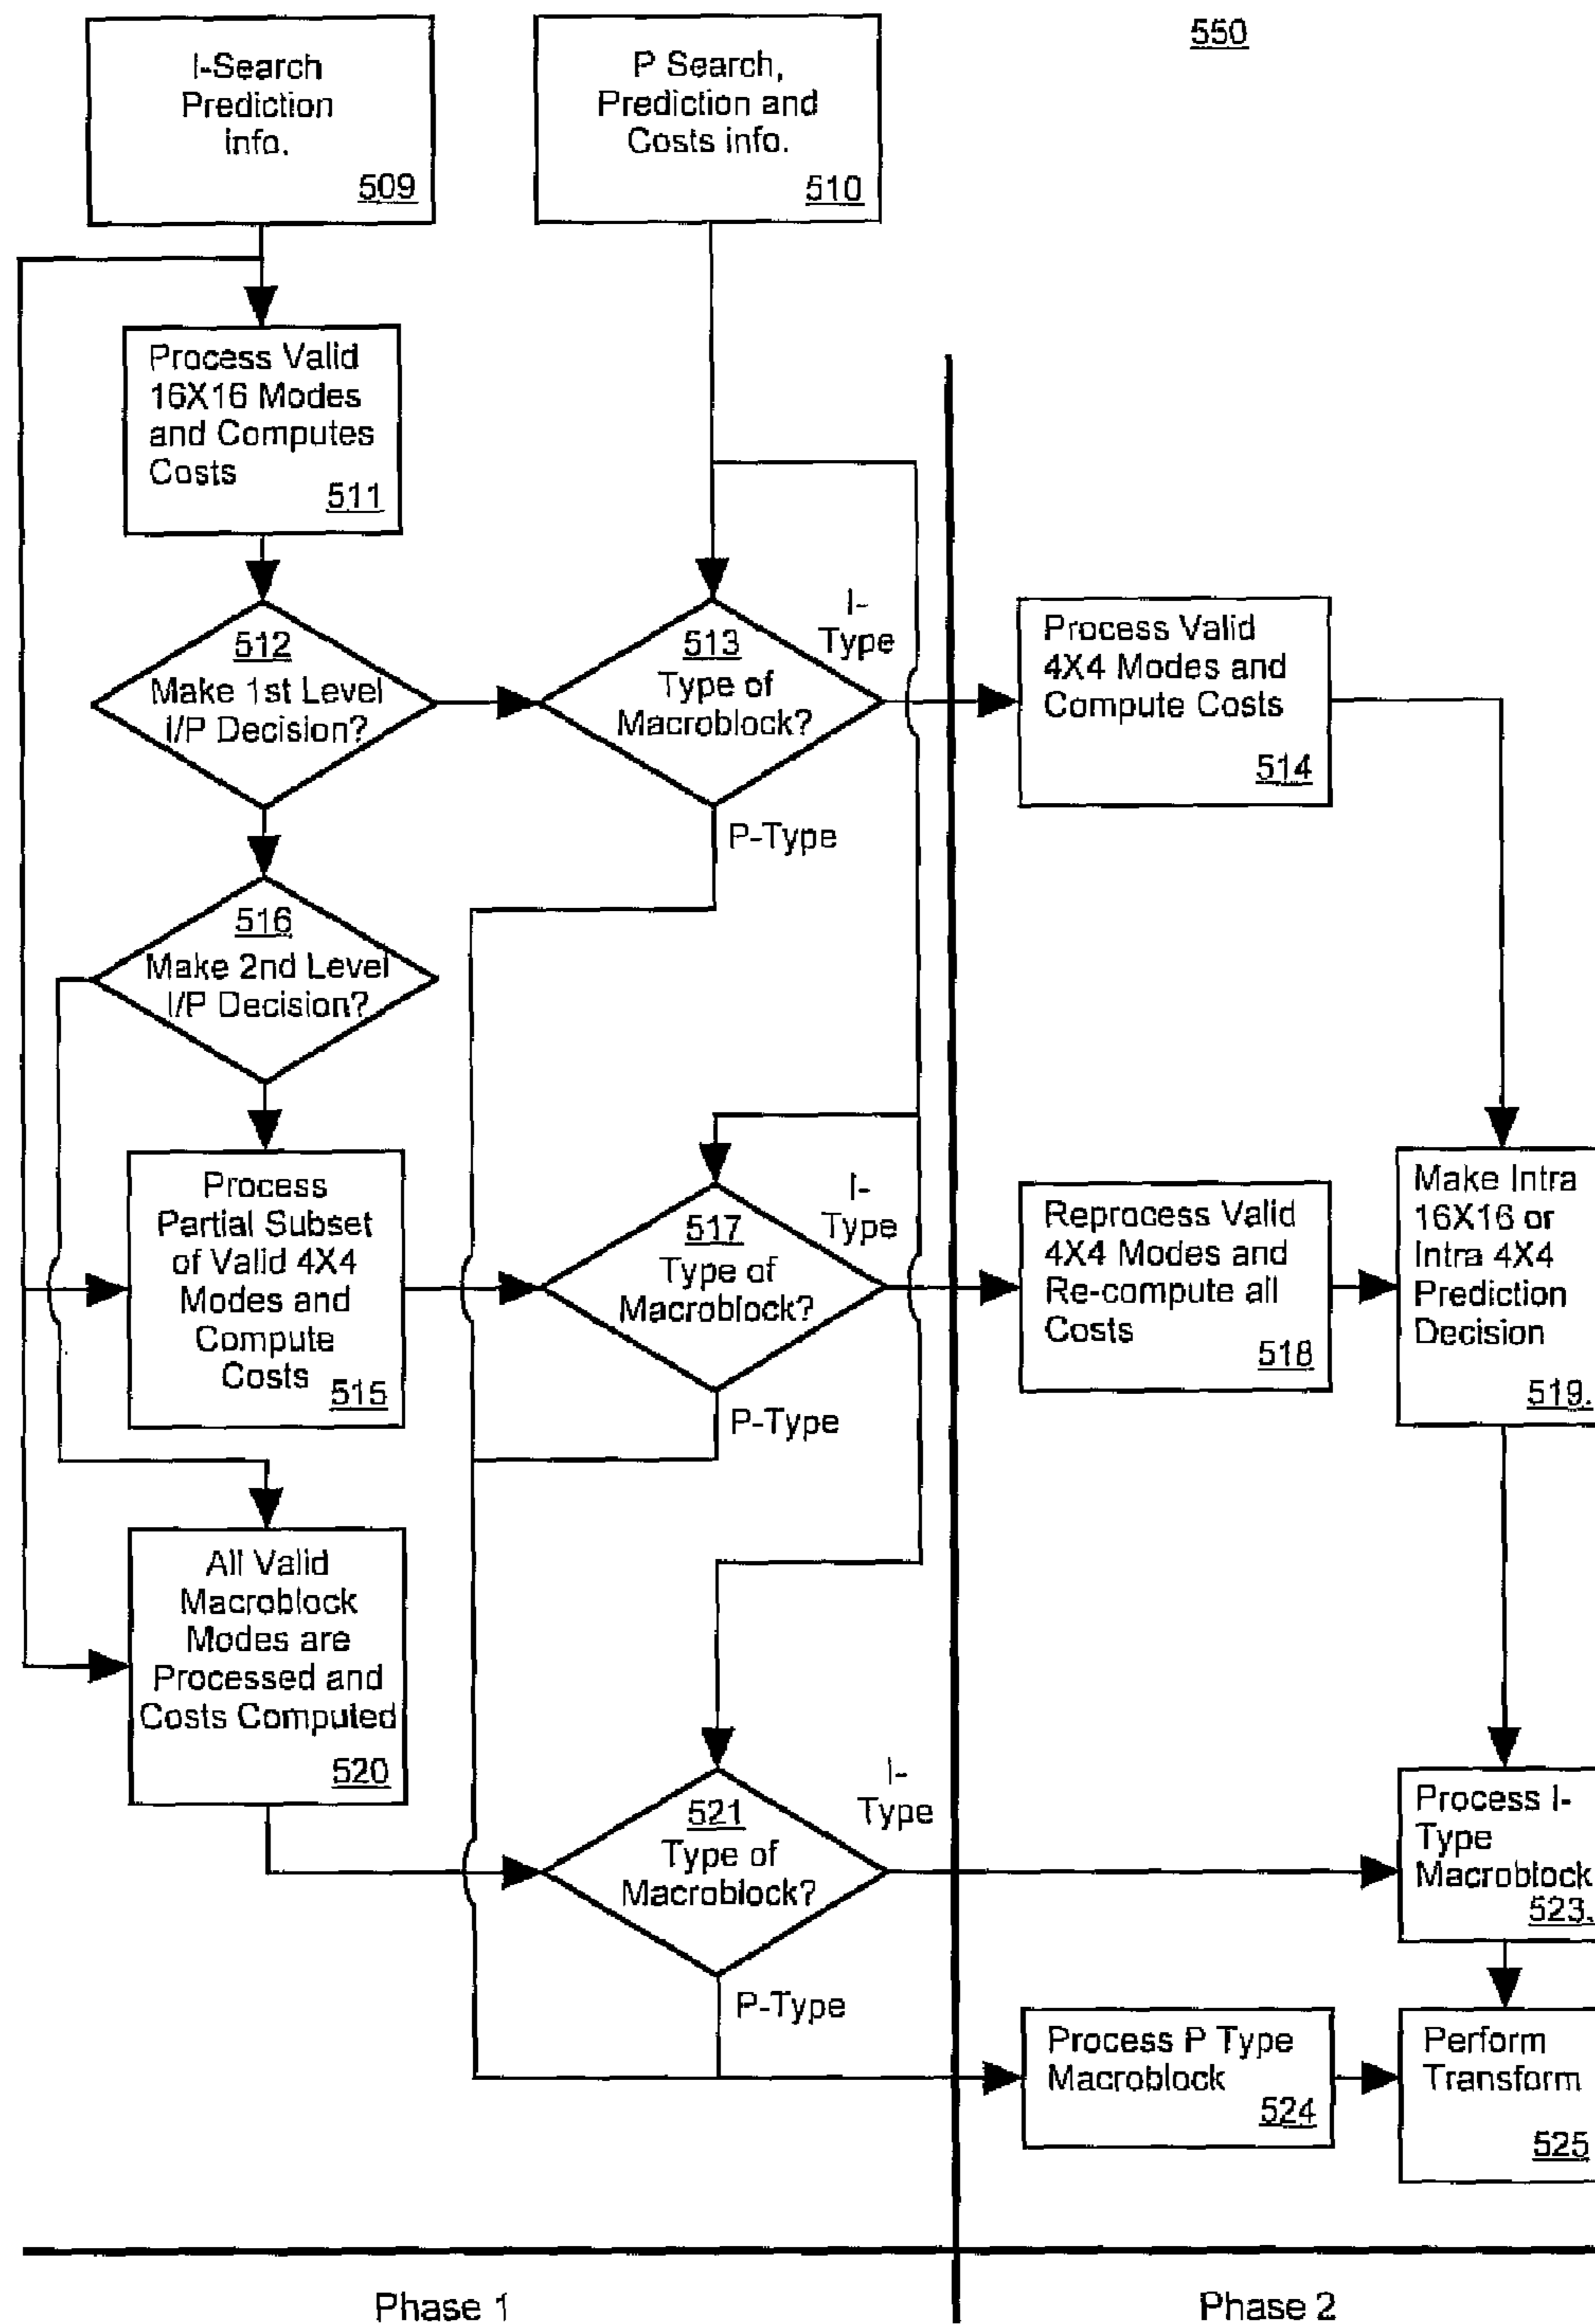 550
I-Search
Prediction
info.
509
P Search,
Prediction and
Costs info.
510
Process Valid
16X16 Modes
and Computes
Costs
511
512
Make 1st Level
I/P Decision?
513
Type of
Macroblock?
I-
Type
P-Type
Process Valid
4X4 Modes and
Compute Costs
514
516
Make 2nd Level
I/P Decision?
Process
Partial Subset
of Valid 4X4
Modes and
Compute
Costs
515
517
Type of
Macroblock?
I-
Type
P-Type
Reprocess Valid
4X4 Modes and
Re-compute all
Costs
518
Make Intra
16X16 or
Intra 4X4
Prediction
Decision
519.
All Valid
Macroblock
Modes are
Processed and
Costs Computed
520
521
Type of
Macroblock?
I-
Type
P-Type
Process I-
Type
Macroblock
523.
Process P Type
Macroblock
524
Perform
Transform
525
Phase 1
Phase 2